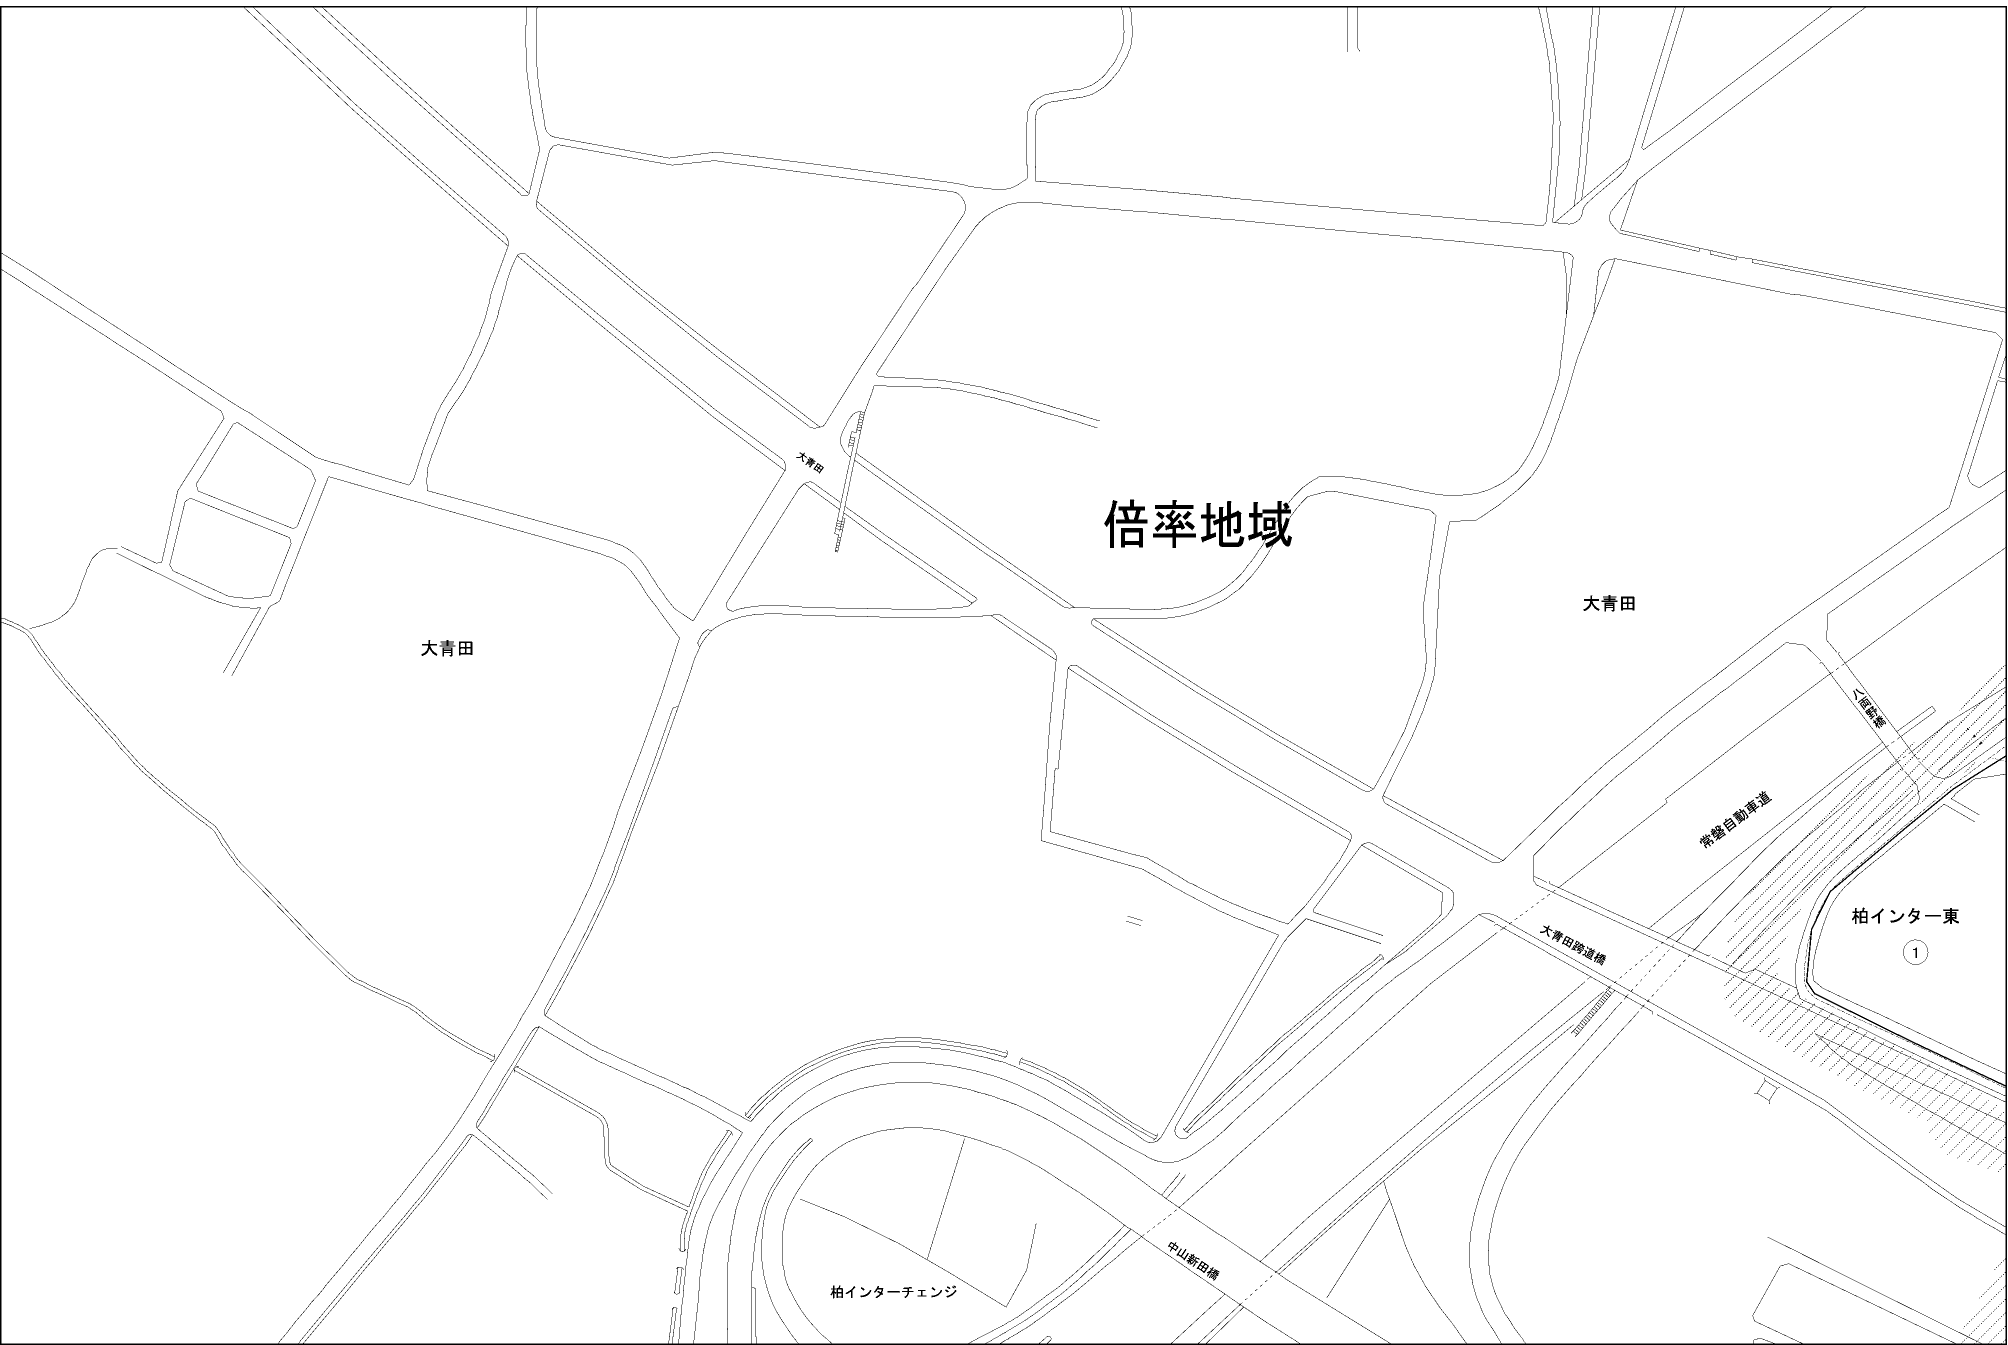 大青田
倍率地域
大青田
大青田
八両野橋
常磐自動車道
柏インター東
1
大青田跨道橋
中山新田橋
柏インターチェンジ